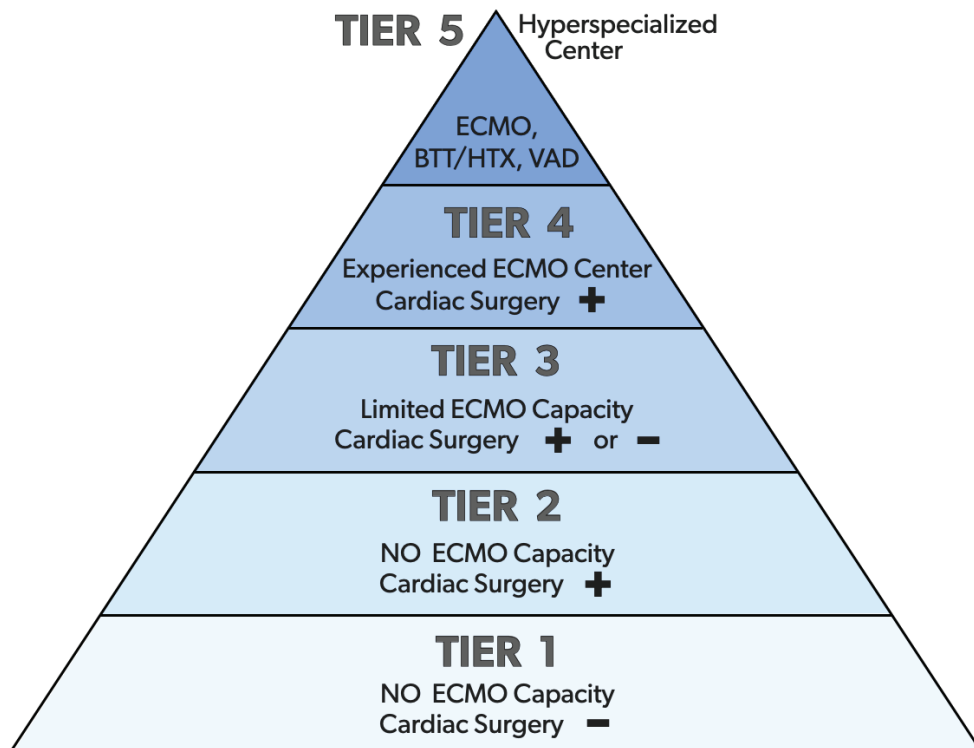 TIER 5
Hyperspecialized
Center
ECMO,
BTT/HTX, VAD
TIER 4
Experienced ECMO Center
Cardiac Surgery +
TIER 3
Limited ECMO Capacity
Cardiac Surgery + or -
TIER 2
NO ECMO Capacity
Cardiac Surgery +
TIER 1
NO ECMO Capacity
Cardiac Surgery -